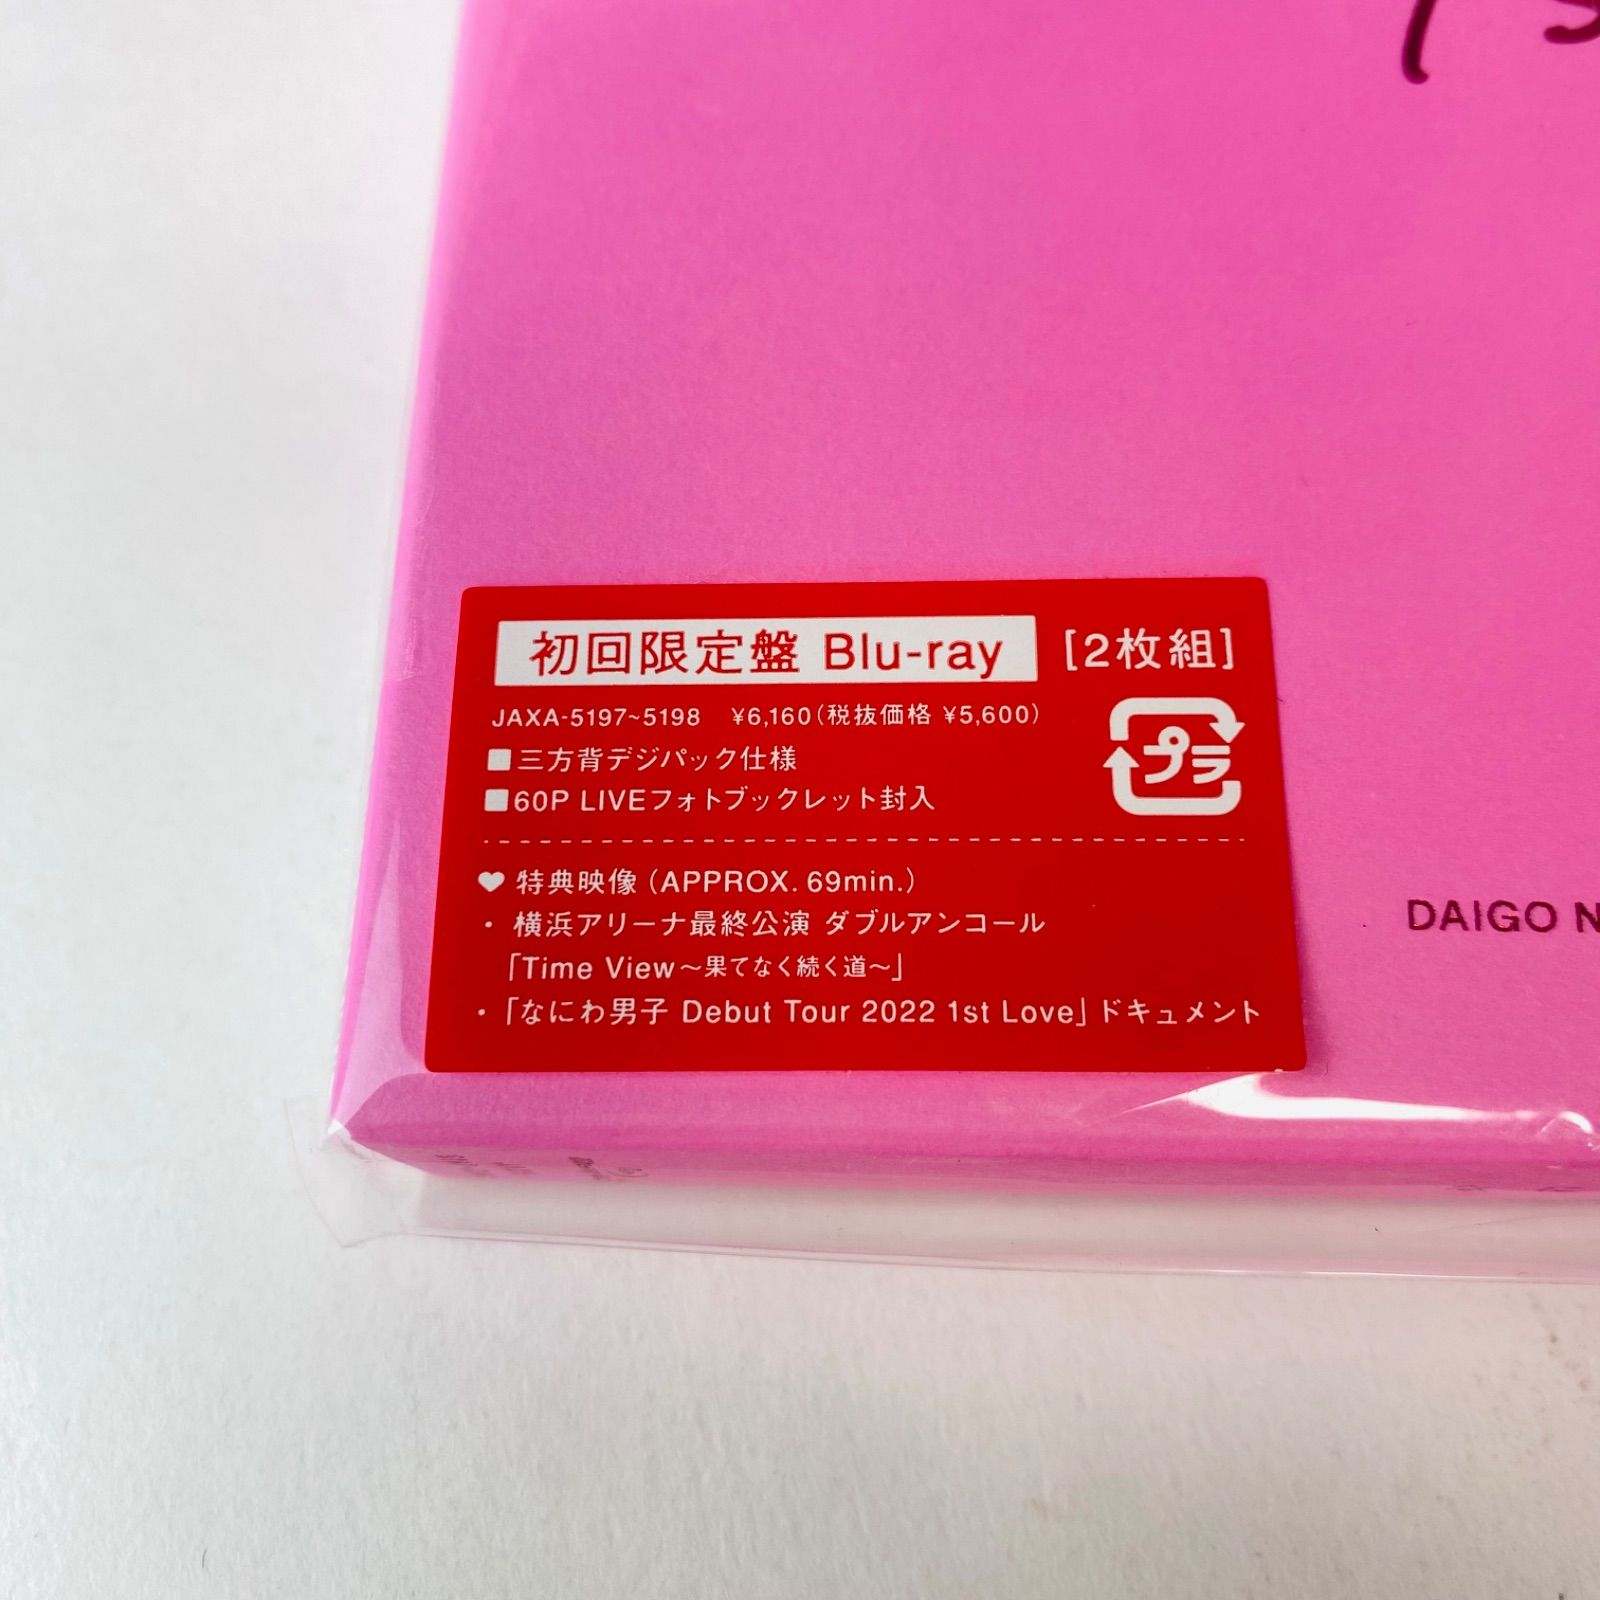 初回限定盤 Blu-ray [2枚組]
JAXA-5197~5198 ¥6,160(税抜価格 ¥5,600)
■三方背デジパック仕様
■60P LIVEフォトブックレット封入
プラ
♥ 特典映像 (APPROX. 69min.)
・横浜アリーナ最終公演 ダブルアンコール
「Time View～果てなく続く道～」
・「なにわ男子 Debut Tour 2022 1st Love」ドキュメント
DAIGO N